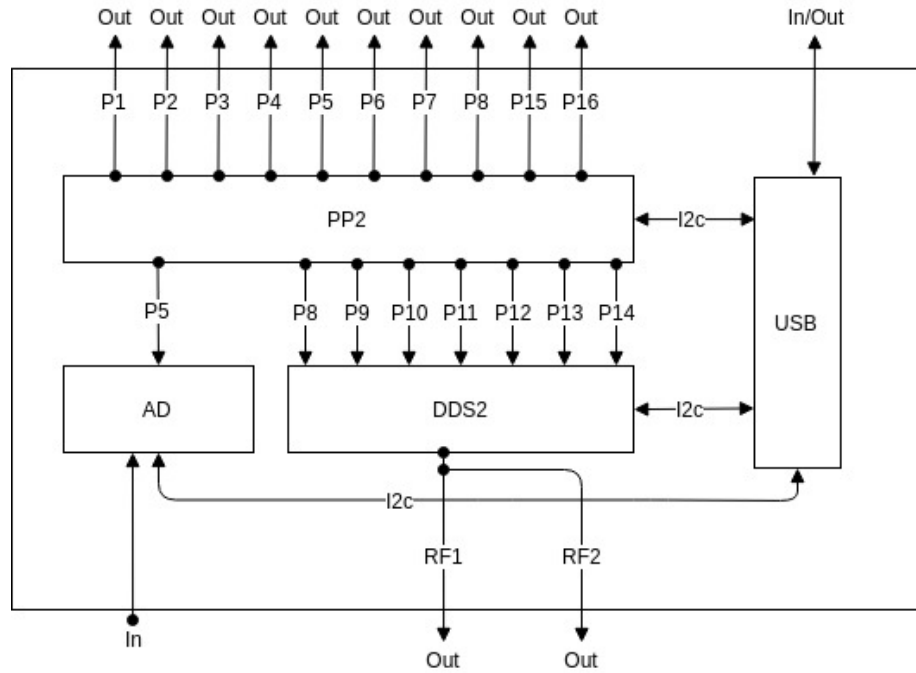 Out Out Out Out Out Out Out Out Out Out In/Out
P1 P2 P3 P4 P5 P6 P7 P8 P15 P16
PP2 I2c
P5 P8 P9 P10 P11 P12 P13 P14 USB
AD DDS2 I2c
I2c
RF1 RF2
In
Out Out